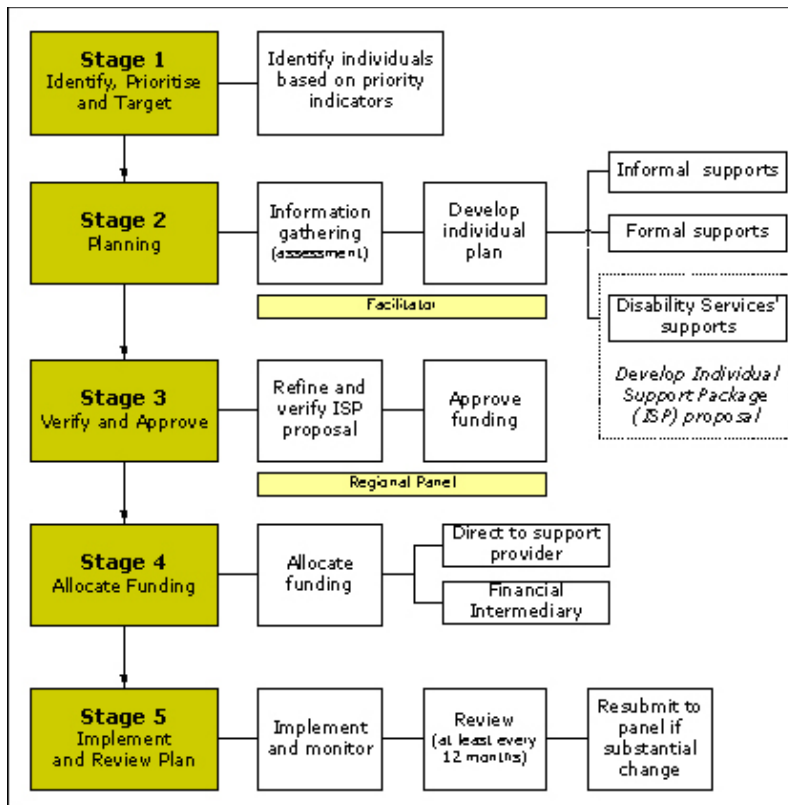 Stage 1
Identify, Prioritise
and Target
Identify individuals
based on priority
indicators
Stage 2
Planning
Information
gathering
(assessment)
Develop
individual
plan
Informal supports
Formal supports
Disability Services'
supports
Develop Individual
Support Package
(ISP) proposal
Facilitator
Stage 3
Verify and Approve
Refine and
verify ISP
proposal
Approve
funding
Regional Panel
Stage 4
Allocate Funding
Allocate
funding
Direct to support
provider
Financial
Intermediary
Stage 5
Implement
and Review Plan
Implement
and monitor
Review
(at least every
12 months)
Resubmit to
panel if
substantial
change